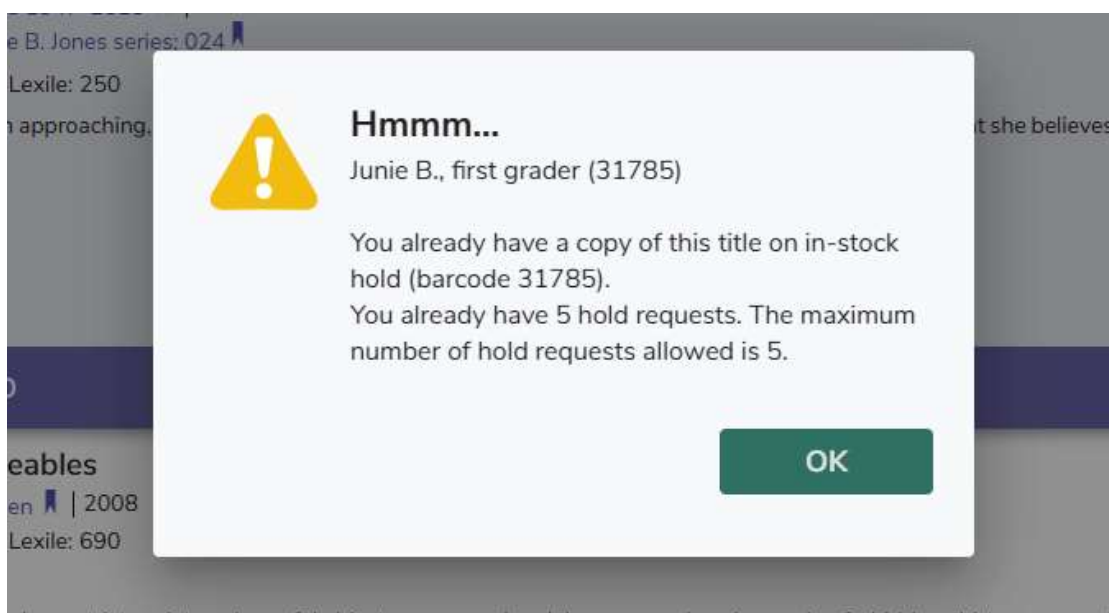 e B. Jones series; 024
Lexile: 250
approaching,
Hmmm...
t she believes
Junie B., first grader (31785)
You already have a copy of this title on in-stock
hold (barcode 31785).
You already have 5 hold requests. The maximum
number of hold requests allowed is 5.
OK
eables
en | 2008
Lexile: 690